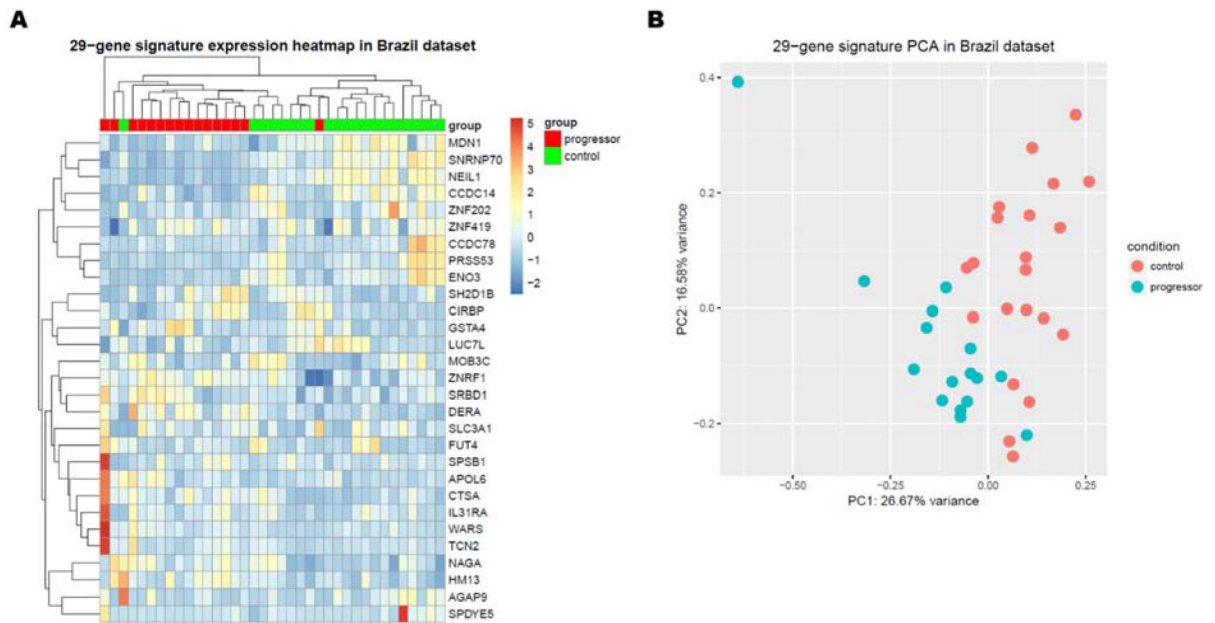 A
29-gene signature expression heatmap in Brazil dataset
group
MDN1
SNRNP70
NEIL1
CCDC14
ZNF202
ZNF419
CCDC78
PRSS53
ENO3
SH2D1B
CIRBP
GSTA4
LUC7L
MOB3C
ZNRF1
SRBD1
DERA
SLC3A1
FUT4
SPSB1
APOL6
CTSA
IL31RA
WARS
TCN2
NAGA
HM13
AGAP9
SPDYE5
5
4
3
2
1
0
−1
−2
group
progressor
control
B
29-gene signature PCA in Brazil dataset
PC2: 16.58% variance
0.4
0.2
0.0
−0.2
−0.50
−0.25
0.00
0.25
PC1: 26.67% variance
condition
control
progressor